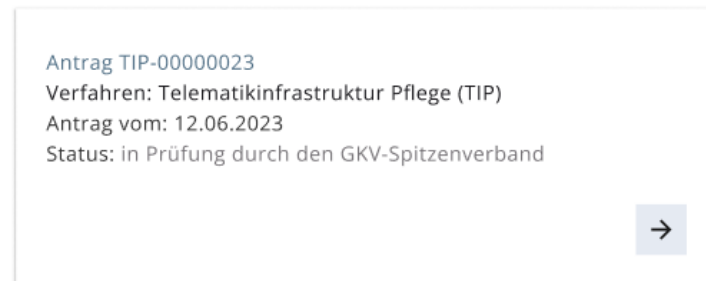 Antrag TIP-00000023
Verfahren: Telematikinfrastruktur Pflege (TIP)
Antrag vom: 12.06.2023
Status: in Prüfung durch den GKV-Spitzenverband